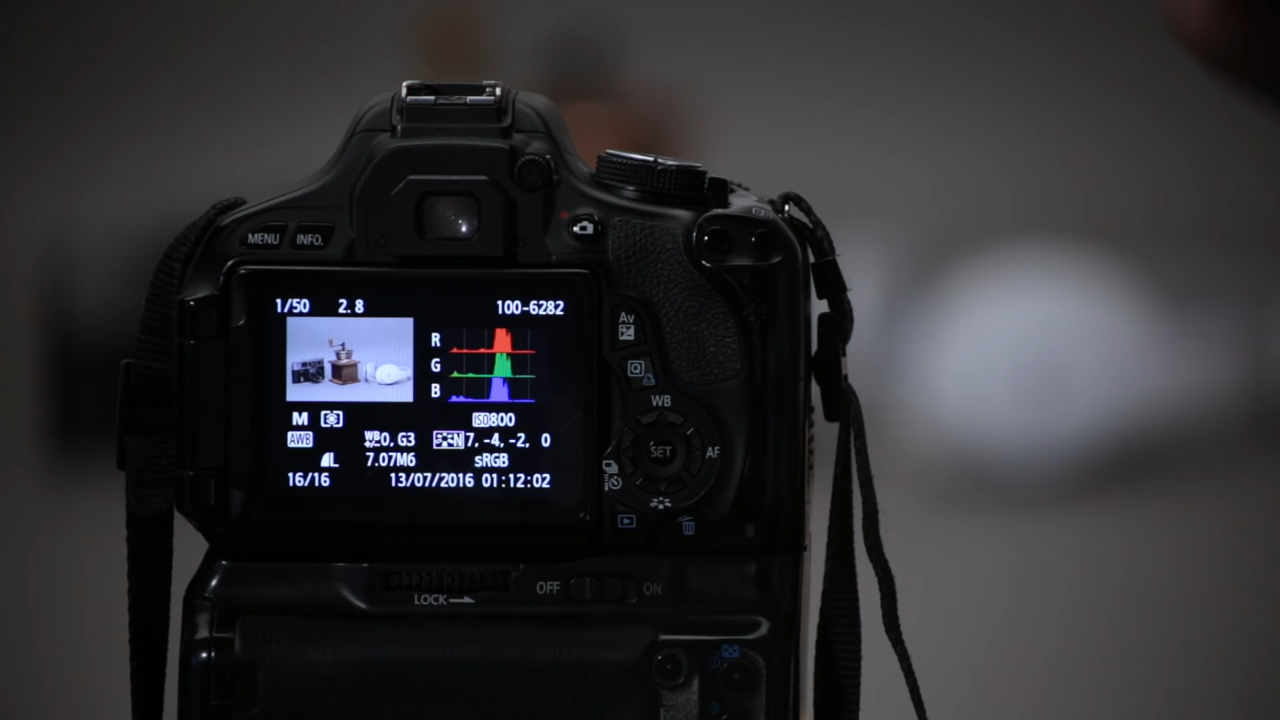 MENU INFO.
1/50 2.8 100-6282
R
G
B
M ISO800
AWB WB 0, G3 N 7, -4, -2, 0
L 7.07M6 sRGB
16/16 13/07/2016 01:12:02
Av
Q
WB
SET AF
LOCK OFF ON